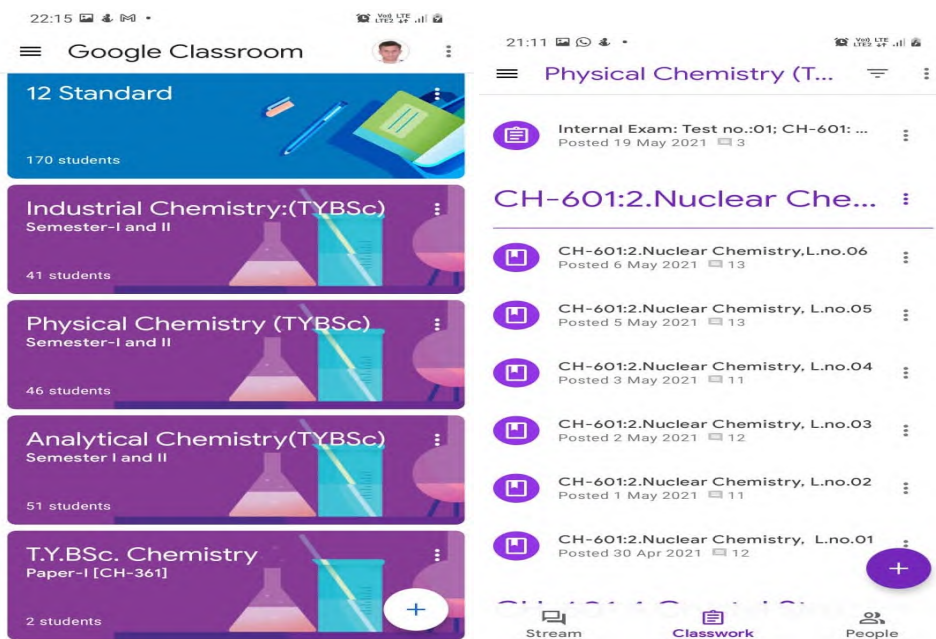 22:15
Vo)) LTE
LTE2
Google Classroom
12 Standard
170 students
Industrial Chemistry:(TYBSc)
Semester-I and II
41 students
Physical Chemistry (TYBSc)
Semester-I and II
46 students
Analytical Chemistry(TYBSc)
Semester I and II
51 students
T.Y.BSc. Chemistry
Paper-I [CH-361]
2 students
21:11
Vo)) LTE
LTE2
Physical Chemistry (T...
Internal Exam: Test no.:01; CH-601: ...
Posted 19 May 2021 3
CH-601:2.Nuclear Che...
CH-601:2.Nuclear Chemistry,L.no.06
Posted 6 May 2021 13
CH-601:2.Nuclear Chemistry, L.no.05
Posted 5 May 2021 13
CH-601:2.Nuclear Chemistry, L.no.04
Posted 3 May 2021 11
CH-601:2.Nuclear Chemistry, L.no.03
Posted 2 May 2021 12
CH-601:2.Nuclear Chemistry, L.no.02
Posted 1 May 2021 11
CH-601:2.Nuclear Chemistry, L.no.01
Posted 30 Apr 2021 12
Stream Classwork People